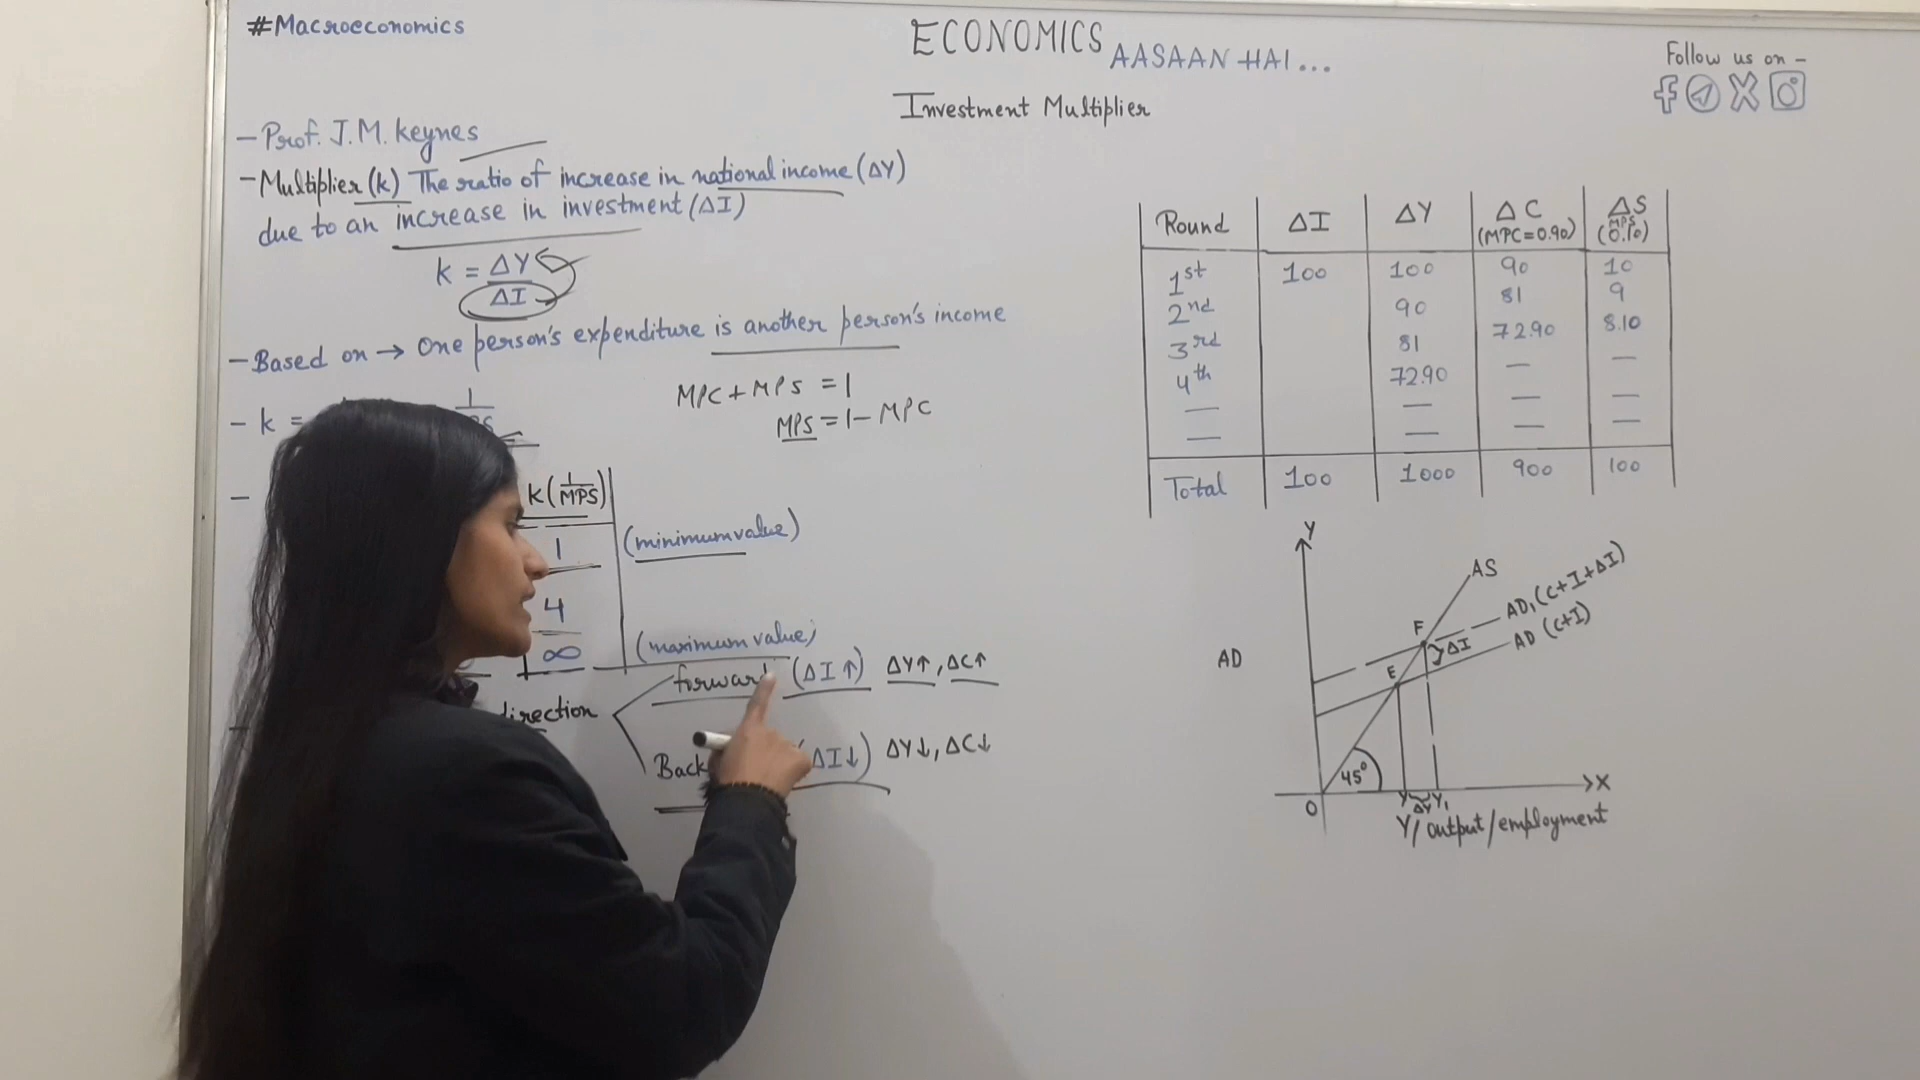 #Macroeconomics
ECONOMICS AASAAN HAI...
Follow us on -
Investment Multiplier
- Prof. J.M. Keynes
- Multiplier (k) The ratio of increase in national income (ΔY)
due to an increase in investment (ΔI)
k = ΔY
ΔI
- Based on → One person's expenditure is another person's income
- k = 1
MPC + MPS = 1
MPS = 1 - MPC
k (1/MPS)
1 (minimum value)
4
∞ (maximum value)
direction
forward (ΔI↑) ΔY↑, ΔC↑
Back (ΔI↓) ΔY↓, ΔC↓
Round ΔI ΔY ΔC (MPC=0.90) ΔS MPS (0.10)
1st 100 100 90 10
2nd 90 81 9
3rd 81 72.90 8.10
4th 72.90 — —
— — — —
— — — —
Total 100 1000 900 100
Y
AS
AD₁ (C+I+ΔI)
AD (C+I)
F
ΔI
E
AD
45°
O
Y ΔY Y₁
X
Y/output/employment